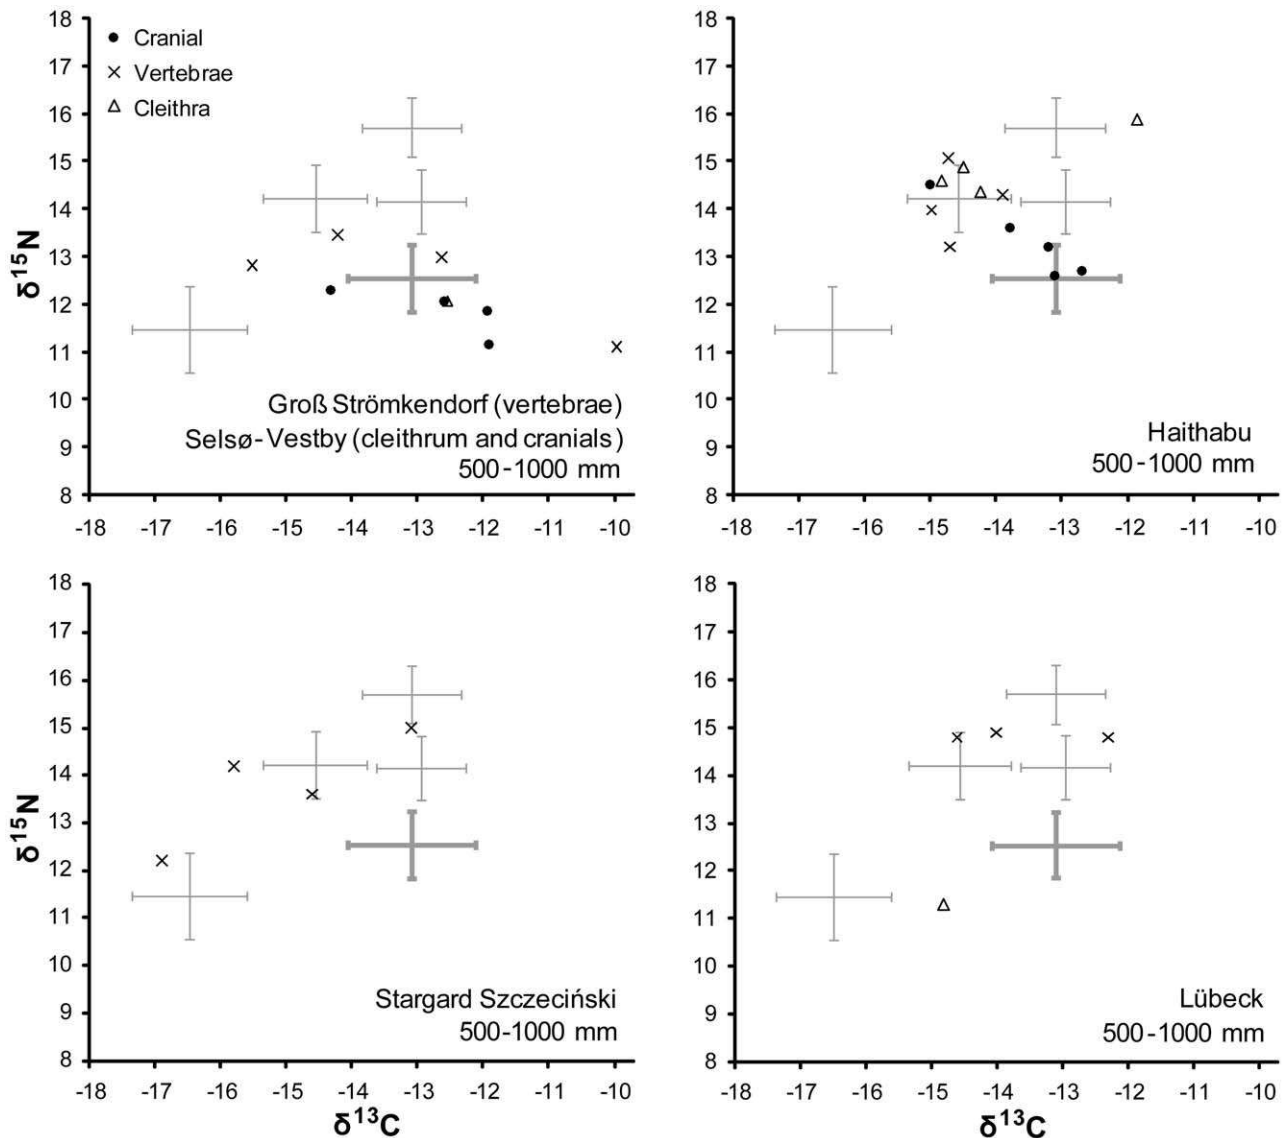 18
17
16
15
14
13
12
11
10
9
8
δ¹⁵N
Cranial
Vertebrae
Cleithra
Groß Strömkendorf (vertebrae)
Selsø-Vestby (cleithrum and cranials)
500-1000 mm
-18 -17 -16 -15 -14 -13 -12 -11 -10
18
17
16
15
14
13
12
11
10
9
8
Haithabu
500-1000 mm
-18 -17 -16 -15 -14 -13 -12 -11 -10
18
17
16
15
14
13
12
11
10
9
8
δ¹⁵N
Stargard Szczeciński
500-1000 mm
-18 -17 -16 -15 -14 -13 -12 -11 -10
δ¹³C
18
17
16
15
14
13
12
11
10
9
8
Lübeck
500-1000 mm
-18 -17 -16 -15 -14 -13 -12 -11 -10
δ¹³C